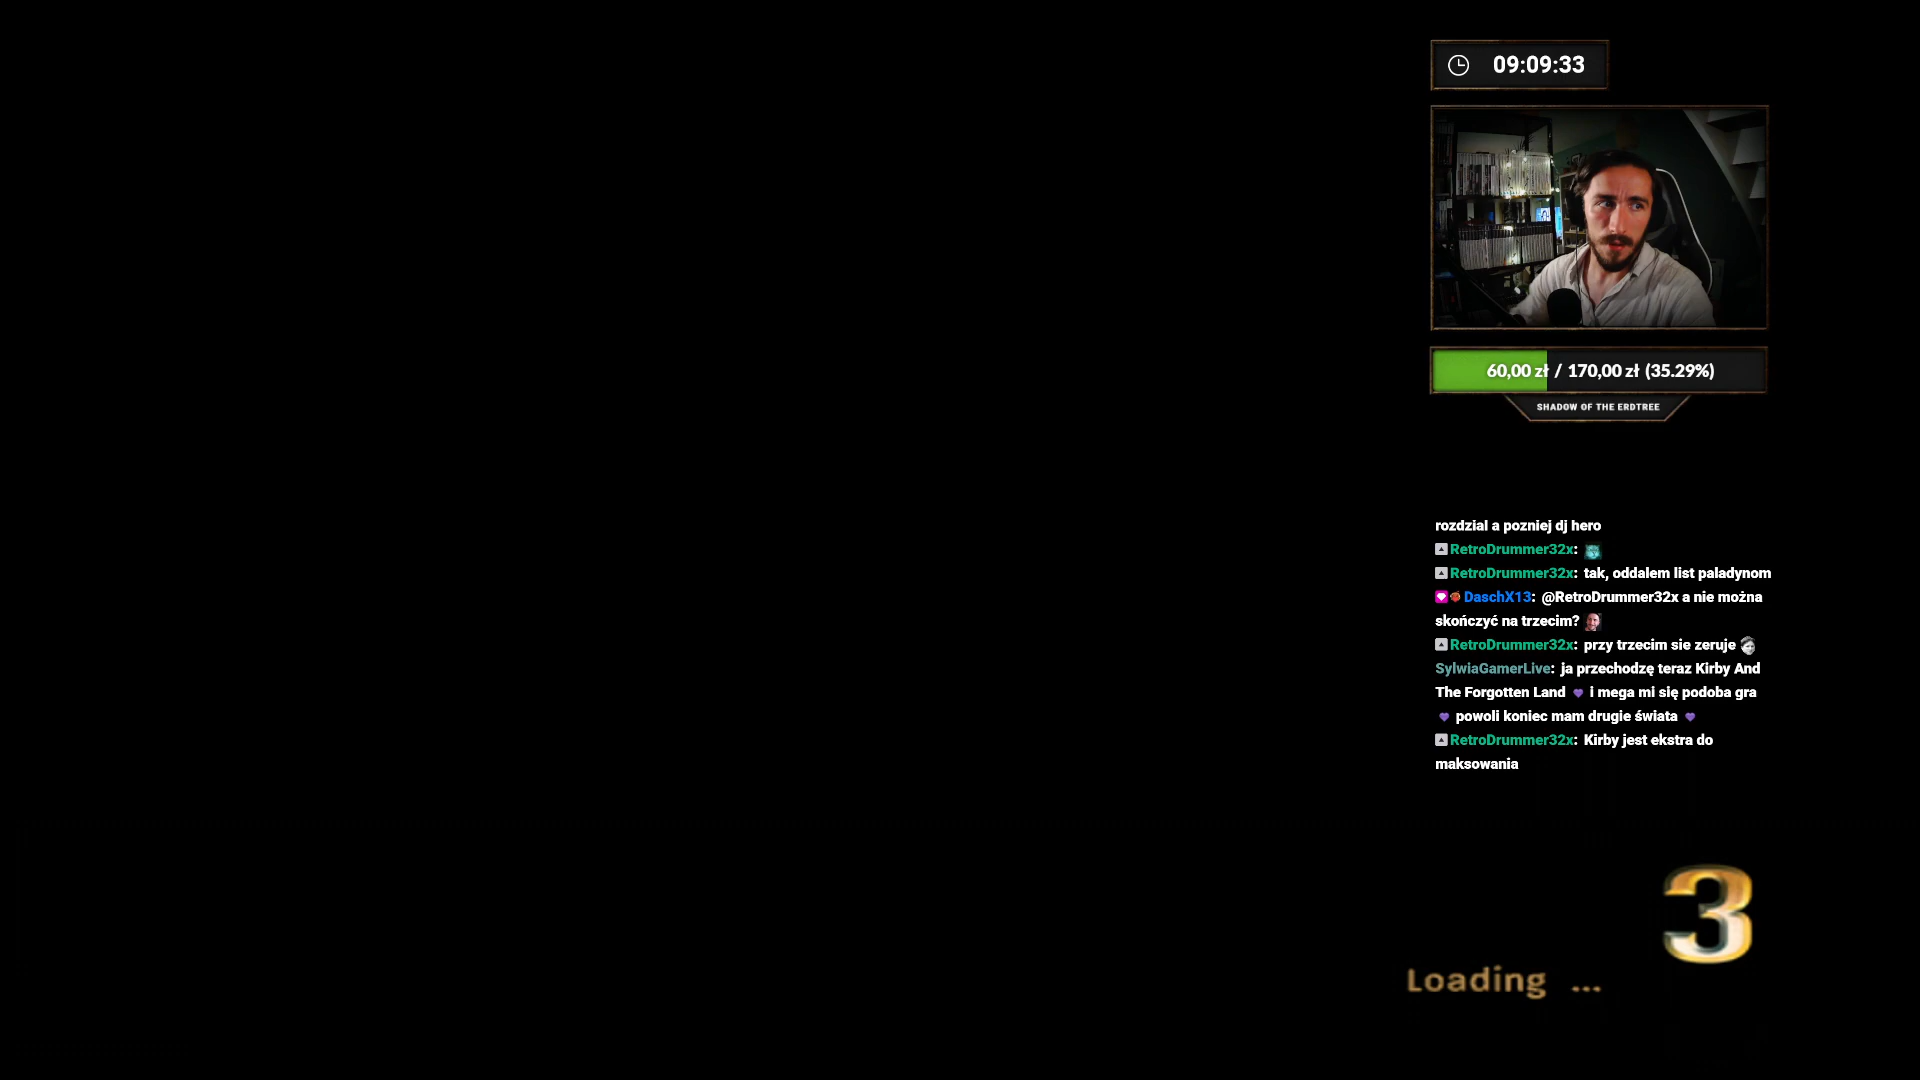 09:09:33
60,00 zł / 170,00 zł (35.29%)
SHADOW OF THE ERDTREE
rozdzial a pozniej dj hero
RetroDrummer32x:
RetroDrummer32x: tak, oddalem list paladynom
DaschX13: @RetroDrummer32x a nie można
skończyć na trzecim?
RetroDrummer32x: przy trzecim sie zeruje
SylwiaGamerLive: ja przechodzę teraz Kirby And
The Forgotten Land 💜 i mega mi się podoba gra
💜 powoli koniec mam drugie świata 💜
RetroDrummer32x: Kirby jest ekstra do
maksowania
3
Loading ...